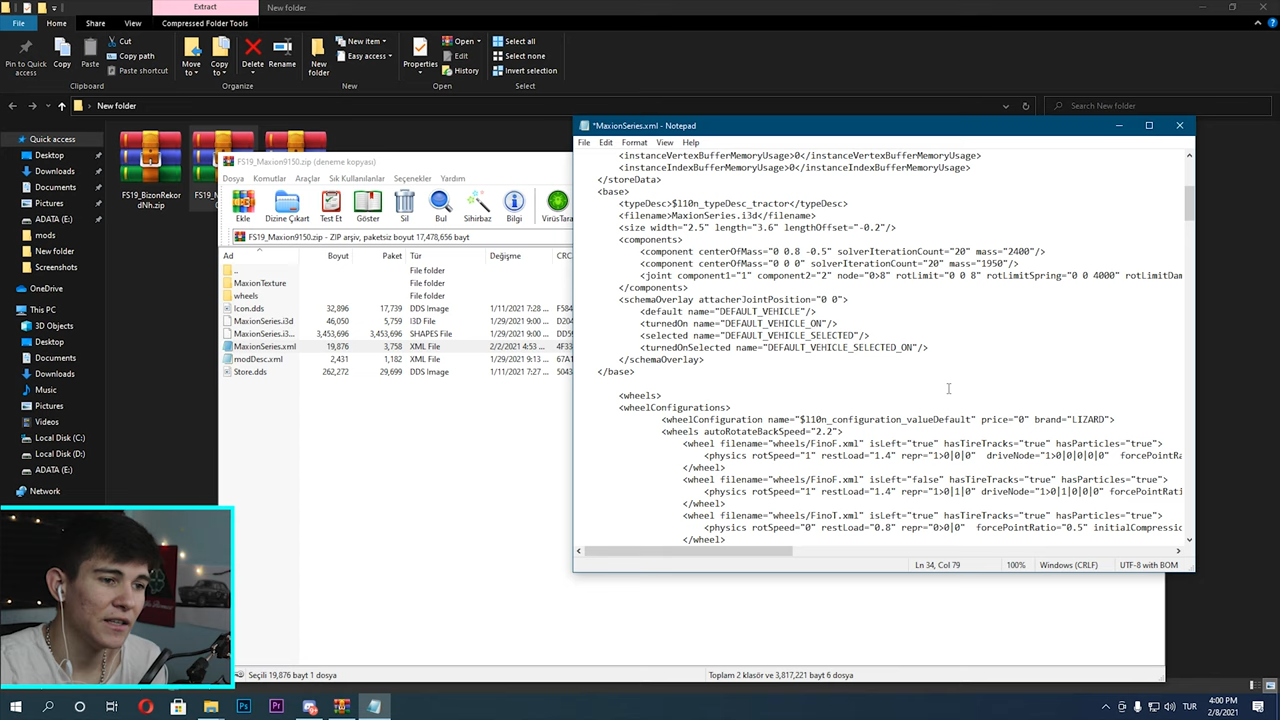 Extract
New folder
File
Home
Share
View
Compressed Folder Tools
Pin to Quick access
Copy
Paste
Cut
Copy path
Paste shortcut
Clipboard
Move to
Copy to
Delete
Rename
Organize
New folder
New item
Easy access
New
Properties
Open
Edit
History
Open
Select all
Select none
Invert selection
Select
New folder
Search New folder
Quick access
Desktop
Downloads
Documents
Pictures
ADATA (E:)
mods
New folder
Screenshots
OneDrive
This PC
3D Objects
Desktop
Documents
Downloads
Music
Pictures
Videos
Local Disk (C:)
Local Disk (D:)
ADATA (E:)
Network
FS19_BizonRekordNh.zip
FS19_Maxion9150.zip (deneme kopyası)
Dosya
Komutlar
Araçlar
Sık Kullanılanlar
Seçenekler
Yardım
Ekle
Dizine Çıkart
Test Et
Göster
Sil
Bul
Sihirbaz
Bilgi
VirüsTara
FS19_Maxion9150.zip - ZIP arşiv, paketsiz boyut 17,478,656 bayt
Ad Boyut Paket Tür Değişme CRC
..  File folder
MaxionTexture File folder
wheels File folder
Icon.dds 32,896 17,739 DDS Image 1/11/2021 7:28 ... F584
MaxionSeries.i3d 46,050 5,759 I3D File 1/29/2021 9:00 ... D204
MaxionSeries.i3... 3,453,696 3,453,696 SHAPES File 1/29/2021 9:00 ...
MaxionSeries.xml 19,876 3,758 XML File 2/2/2021 4:53 ... 4F33
modDesc.xml 2,431 1,182 XML File 1/29/2021 9:13 ... 67A1
Store.dds 262,272 29,699 DDS Image 1/11/2021 7:27 ... 5043
Seçili 19,876 bayt 1 dosya
Toplam 2 klasör ve 3,817,221 bayt 6 dosya
*MaxionSeries.xml - Notepad
File Edit Format View Help
<instanceVertexBufferMemoryUsage>0</instanceVertexBufferMemoryUsage>
<instanceIndexBufferMemoryUsage>0</instanceIndexBufferMemoryUsage>
</storeData>
<base>
<typeDesc>$l10n_typeDesc_tractor</typeDesc>
<filename>MaxionSeries.i3d</filename>
<size width="2.5" length="3.6" lengthOffset="-0.2"/>
<components>
<component centerOfMass="0 0.8 -0.5" solverIterationCount="20" mass="2400"/>
<component centerOfMass="0 0 0" solverIterationCount="20" mass="1950"/>
<joint component1="1" component2="2" node="0>8" rotLimit="0 0 8" rotLimitSpring="0 0 4000" rotLimitDam
</components>
<schemaOverlay attacherJointPosition="0 0">
<default name="DEFAULT_VEHICLE"/>
<turnedOn name="DEFAULT_VEHICLE_ON"/>
<selected name="DEFAULT_VEHICLE_SELECTED"/>
<turnedOnSelected name="DEFAULT_VEHICLE_SELECTED_ON"/>
</schemaOverlay>
</base>
<wheels>
<wheelConfigurations>
<wheelConfiguration name="$l10n_configuration_valueDefault" price="0" brand="LIZARD">
<wheels autoRotateBackSpeed="2.2">
<wheel filename="wheels/FinoF.xml" isLeft="true" hasTireTracks="true" hasParticles="true">
<physics rotSpeed="1" restLoad="1.4" repr="1>0|0|0"  driveNode="1>0|0|0|0|0"  forcePointRa
</wheel>
<wheel filename="wheels/FinoF.xml" isLeft="false" hasTireTracks="true" hasParticles="true">
<physics rotSpeed="1" restLoad="1.4" repr="1>0|1|0" driveNode="1>0|1|0|0|0" forcePointRati
</wheel>
<wheel filename="wheels/FinoT.xml" isLeft="true" hasTireTracks="true" hasParticles="true">
<physics rotSpeed="0" restLoad="0.8" repr="0>0|0"  forcePointRatio="0.5" initialCompressio
</wheel>
Ln 34, Col 79
100%
Windows (CRLF)
UTF-8 with BOM
Ps
Pr
TUR
4:00 PM
2/8/2021